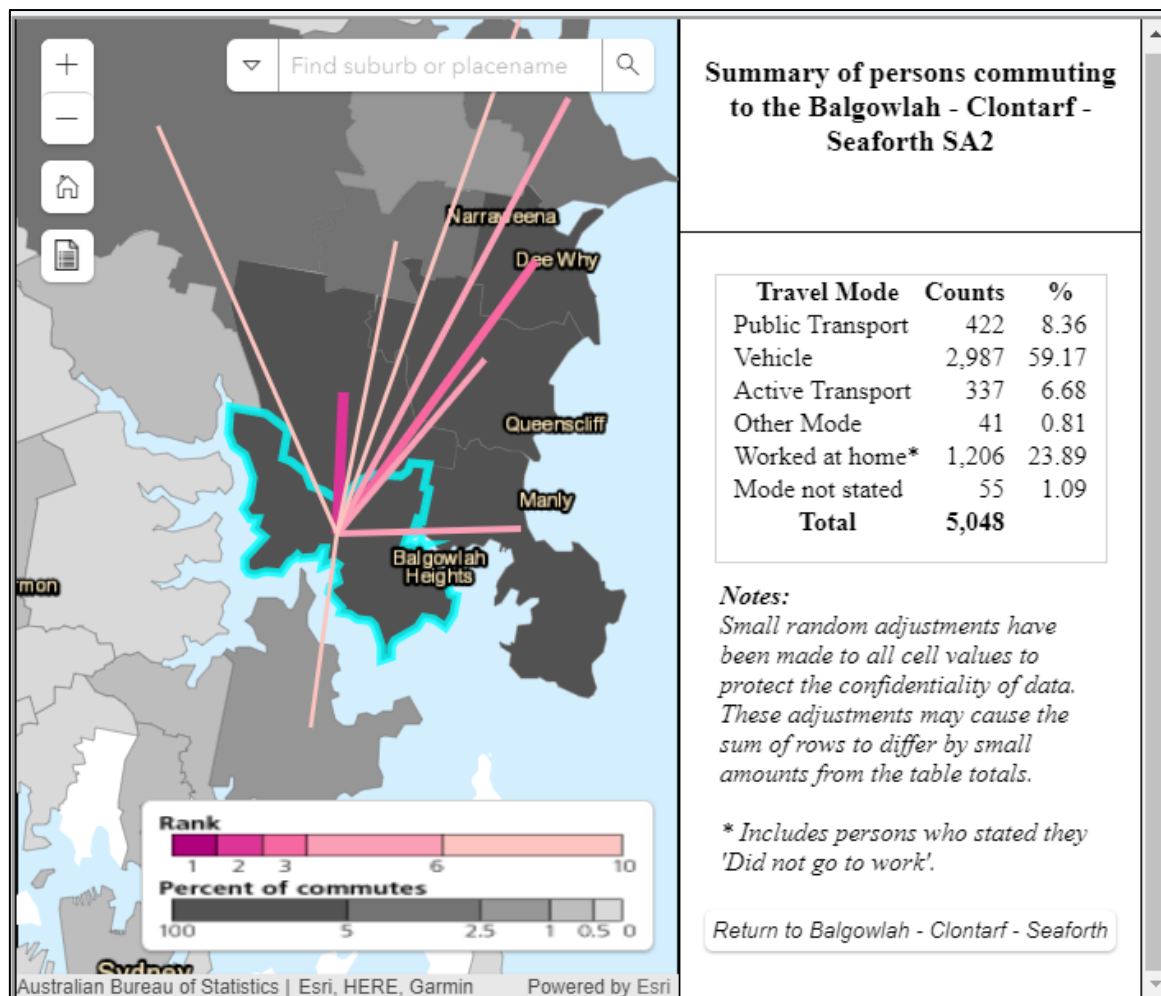 Find suburb or placename
Narraweena
Dee Why
Queenscliff
Manly
Balgowlah
Heights
rmon
Rank
1 2 3 6 10
Percent of commutes
100 5 2.5 1 0.5 0
Sydney
Australian Bureau of Statistics | Esri, HERE, Garmin Powered by Esri
Summary of persons commuting
to the Balgowlah - Clontarf -
Seaforth SA2
Travel Mode Counts %
Public Transport 422 8.36
Vehicle 2,987 59.17
Active Transport 337 6.68
Other Mode 41 0.81
Worked at home* 1,206 23.89
Mode not stated 55 1.09
Total 5,048
Notes:
Small random adjustments have
been made to all cell values to
protect the confidentiality of data.
These adjustments may cause the
sum of rows to differ by small
amounts from the table totals.
* Includes persons who stated they
'Did not go to work'.
Return to Balgowlah - Clontarf - Seaforth